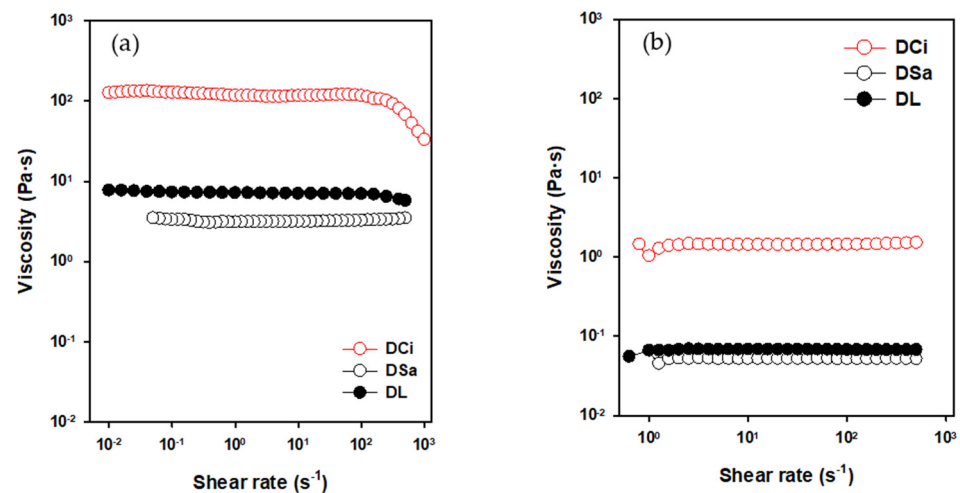 (a)
Viscosity (Pa·s)
10³
10²
10¹
10⁰
10⁻¹
10⁻²
DCi
DSa
DL
10⁻² 10⁻¹ 10⁰ 10¹ 10² 10³
Shear rate (s⁻¹)
(b)
Viscosity (Pa·s)
10³
10²
10¹
10⁰
10⁻¹
10⁻²
DCi
DSa
DL
10⁰ 10¹ 10² 10³
Shear rate (s⁻¹)